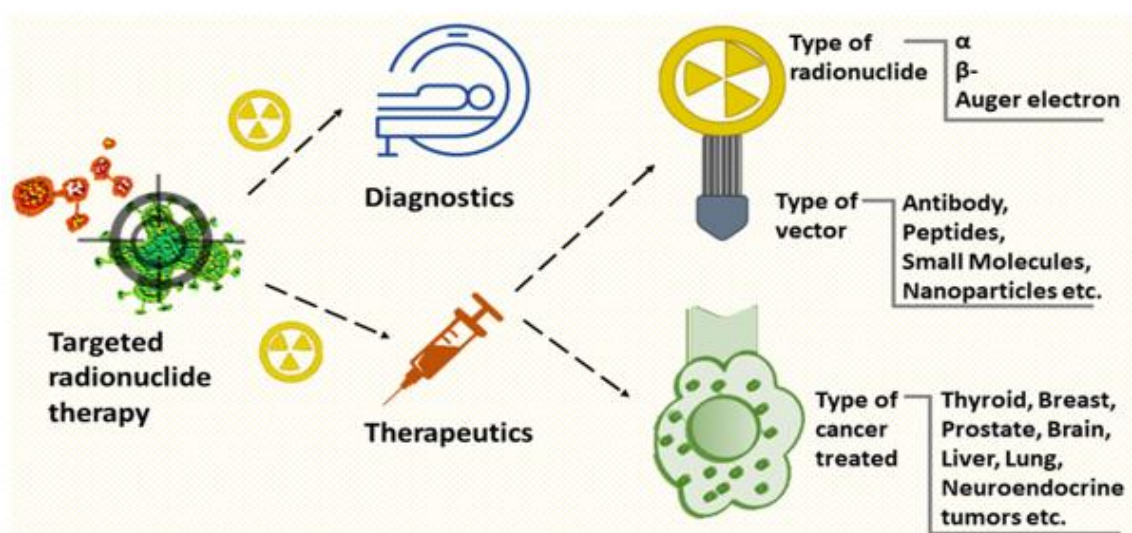 Targeted
radionuclide
therapy
Diagnostics
Therapeutics
Type of
radionuclide
α
β-
Auger electron
Type of
vector
Antibody,
Peptides,
Small Molecules,
Nanoparticles etc.
Type of
cancer
treated
Thyroid, Breast,
Prostate, Brain,
Liver, Lung,
Neuroendocrine
tumors etc.